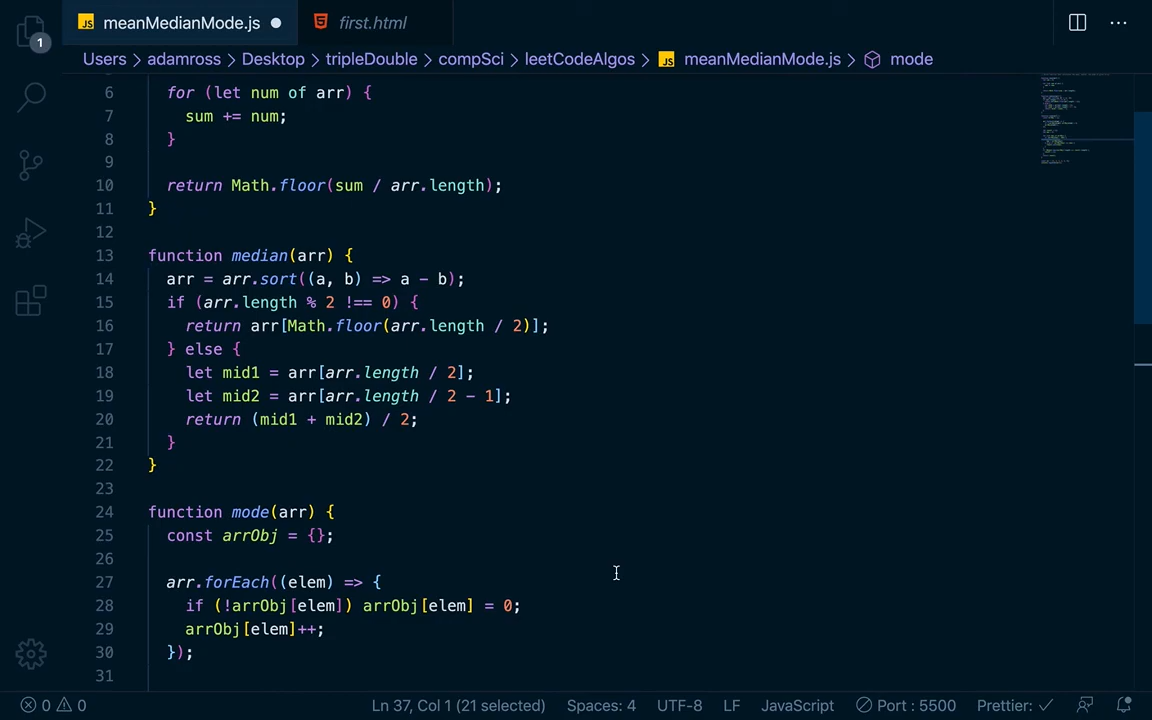 JS meanMedianMode.js ●
first.html
1
Users > adamross > Desktop > tripleDouble > compSci > leetCodeAlgos > JS meanMedianMode.js > mode
6 for (let num of arr) {
7 sum += num;
8 }
9
10 return Math.floor(sum / arr.length);
11 }
12
13 function median(arr) {
14 arr = arr.sort((a, b) => a - b);
15 if (arr.length % 2 !== 0) {
16 return arr[Math.floor(arr.length / 2)];
17 } else {
18 let mid1 = arr[arr.length / 2];
19 let mid2 = arr[arr.length / 2 - 1];
20 return (mid1 + mid2) / 2;
21 }
22 }
23
24 function mode(arr) {
25 const arrObj = {};
26
27 arr.forEach((elem) => {
28 if (!arrObj[elem]) arrObj[elem] = 0;
29 arrObj[elem]++;
30 });
31
0 0 Ln 37, Col 1 (21 selected) Spaces: 4 UTF-8 LF JavaScript Port : 5500 Prettier: ✓